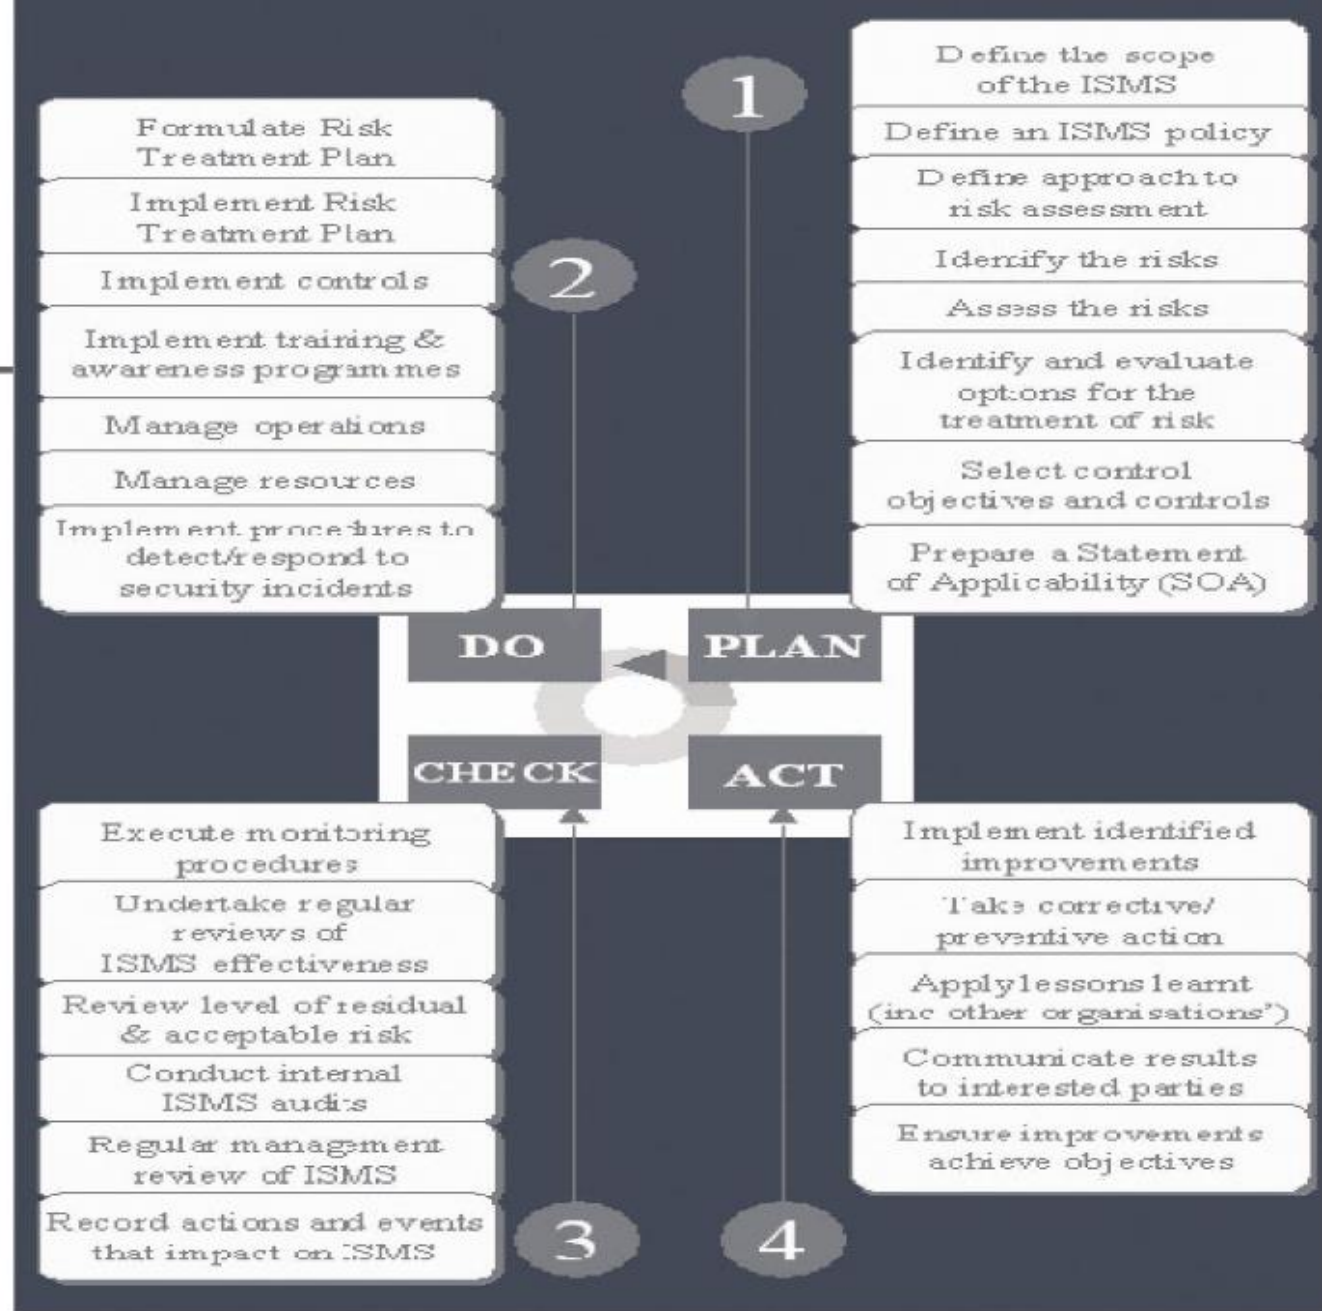 1
Define the scope
of the ISMS
Define an ISMS policy
Define approach to
risk assessment
Identify the risks
Assess the risks
Identify and evaluate
options for the
treatment of risk
Select control
objectives and controls
Prepare a Statement
of Applicability (SOA)
2
Formulate Risk
Treatment Plan
Implement Risk
Treatment Plan
Implement controls
Implement training &
awareness programmes
Manage operations
Manage resources
Implement procedures to
detect/respond to
security incidents
DO
PLAN
CHECK
ACT
Execute monitoring
procedures
Undertake regular
reviews of
ISMS effectiveness
Review level of residual
& acceptable risk
Conduct internal
ISMS audits
Regular management
review of ISMS
Record actions and events
that impact on ISMS
3
Implement identified
improvements
Take corrective/
preventive action
Apply lessons learnt
(inc other organisations')
Communicate results
to interested parties
Ensure improvements
achieve objectives
4